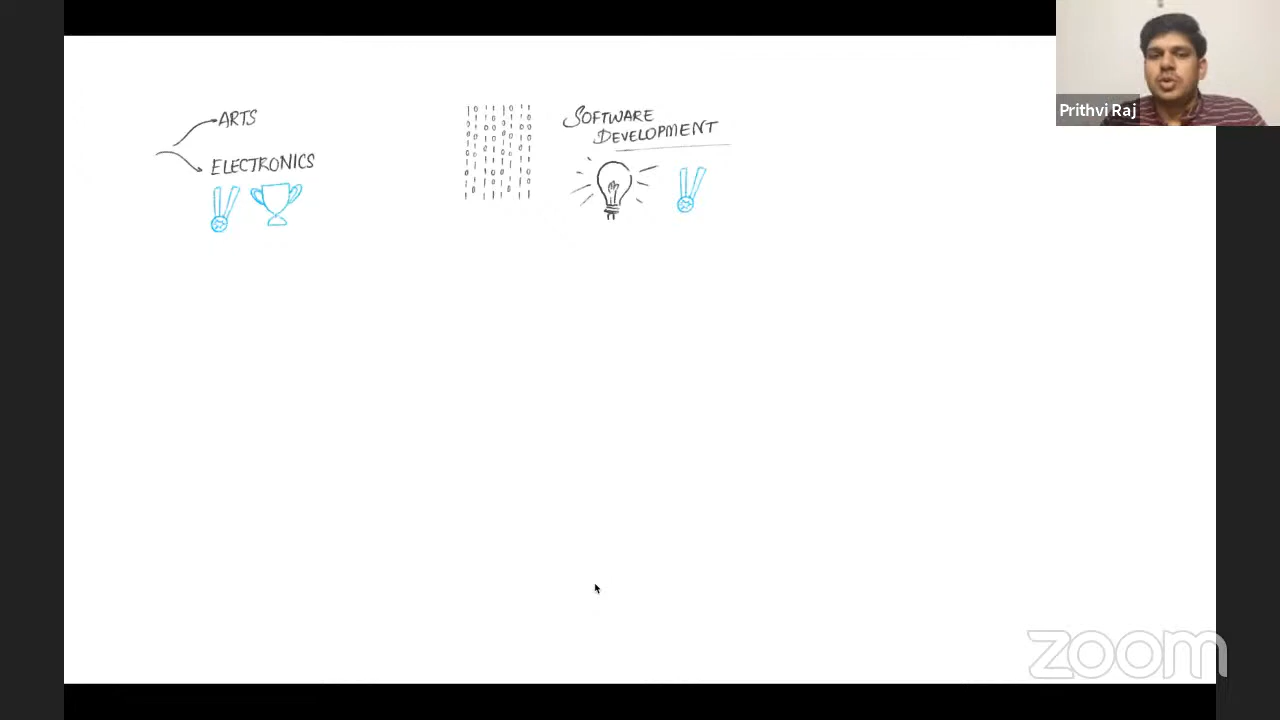 ARTS
ELECTRONICS
SOFTWARE
DEVELOPMENT
Prithvi Raj
zoom